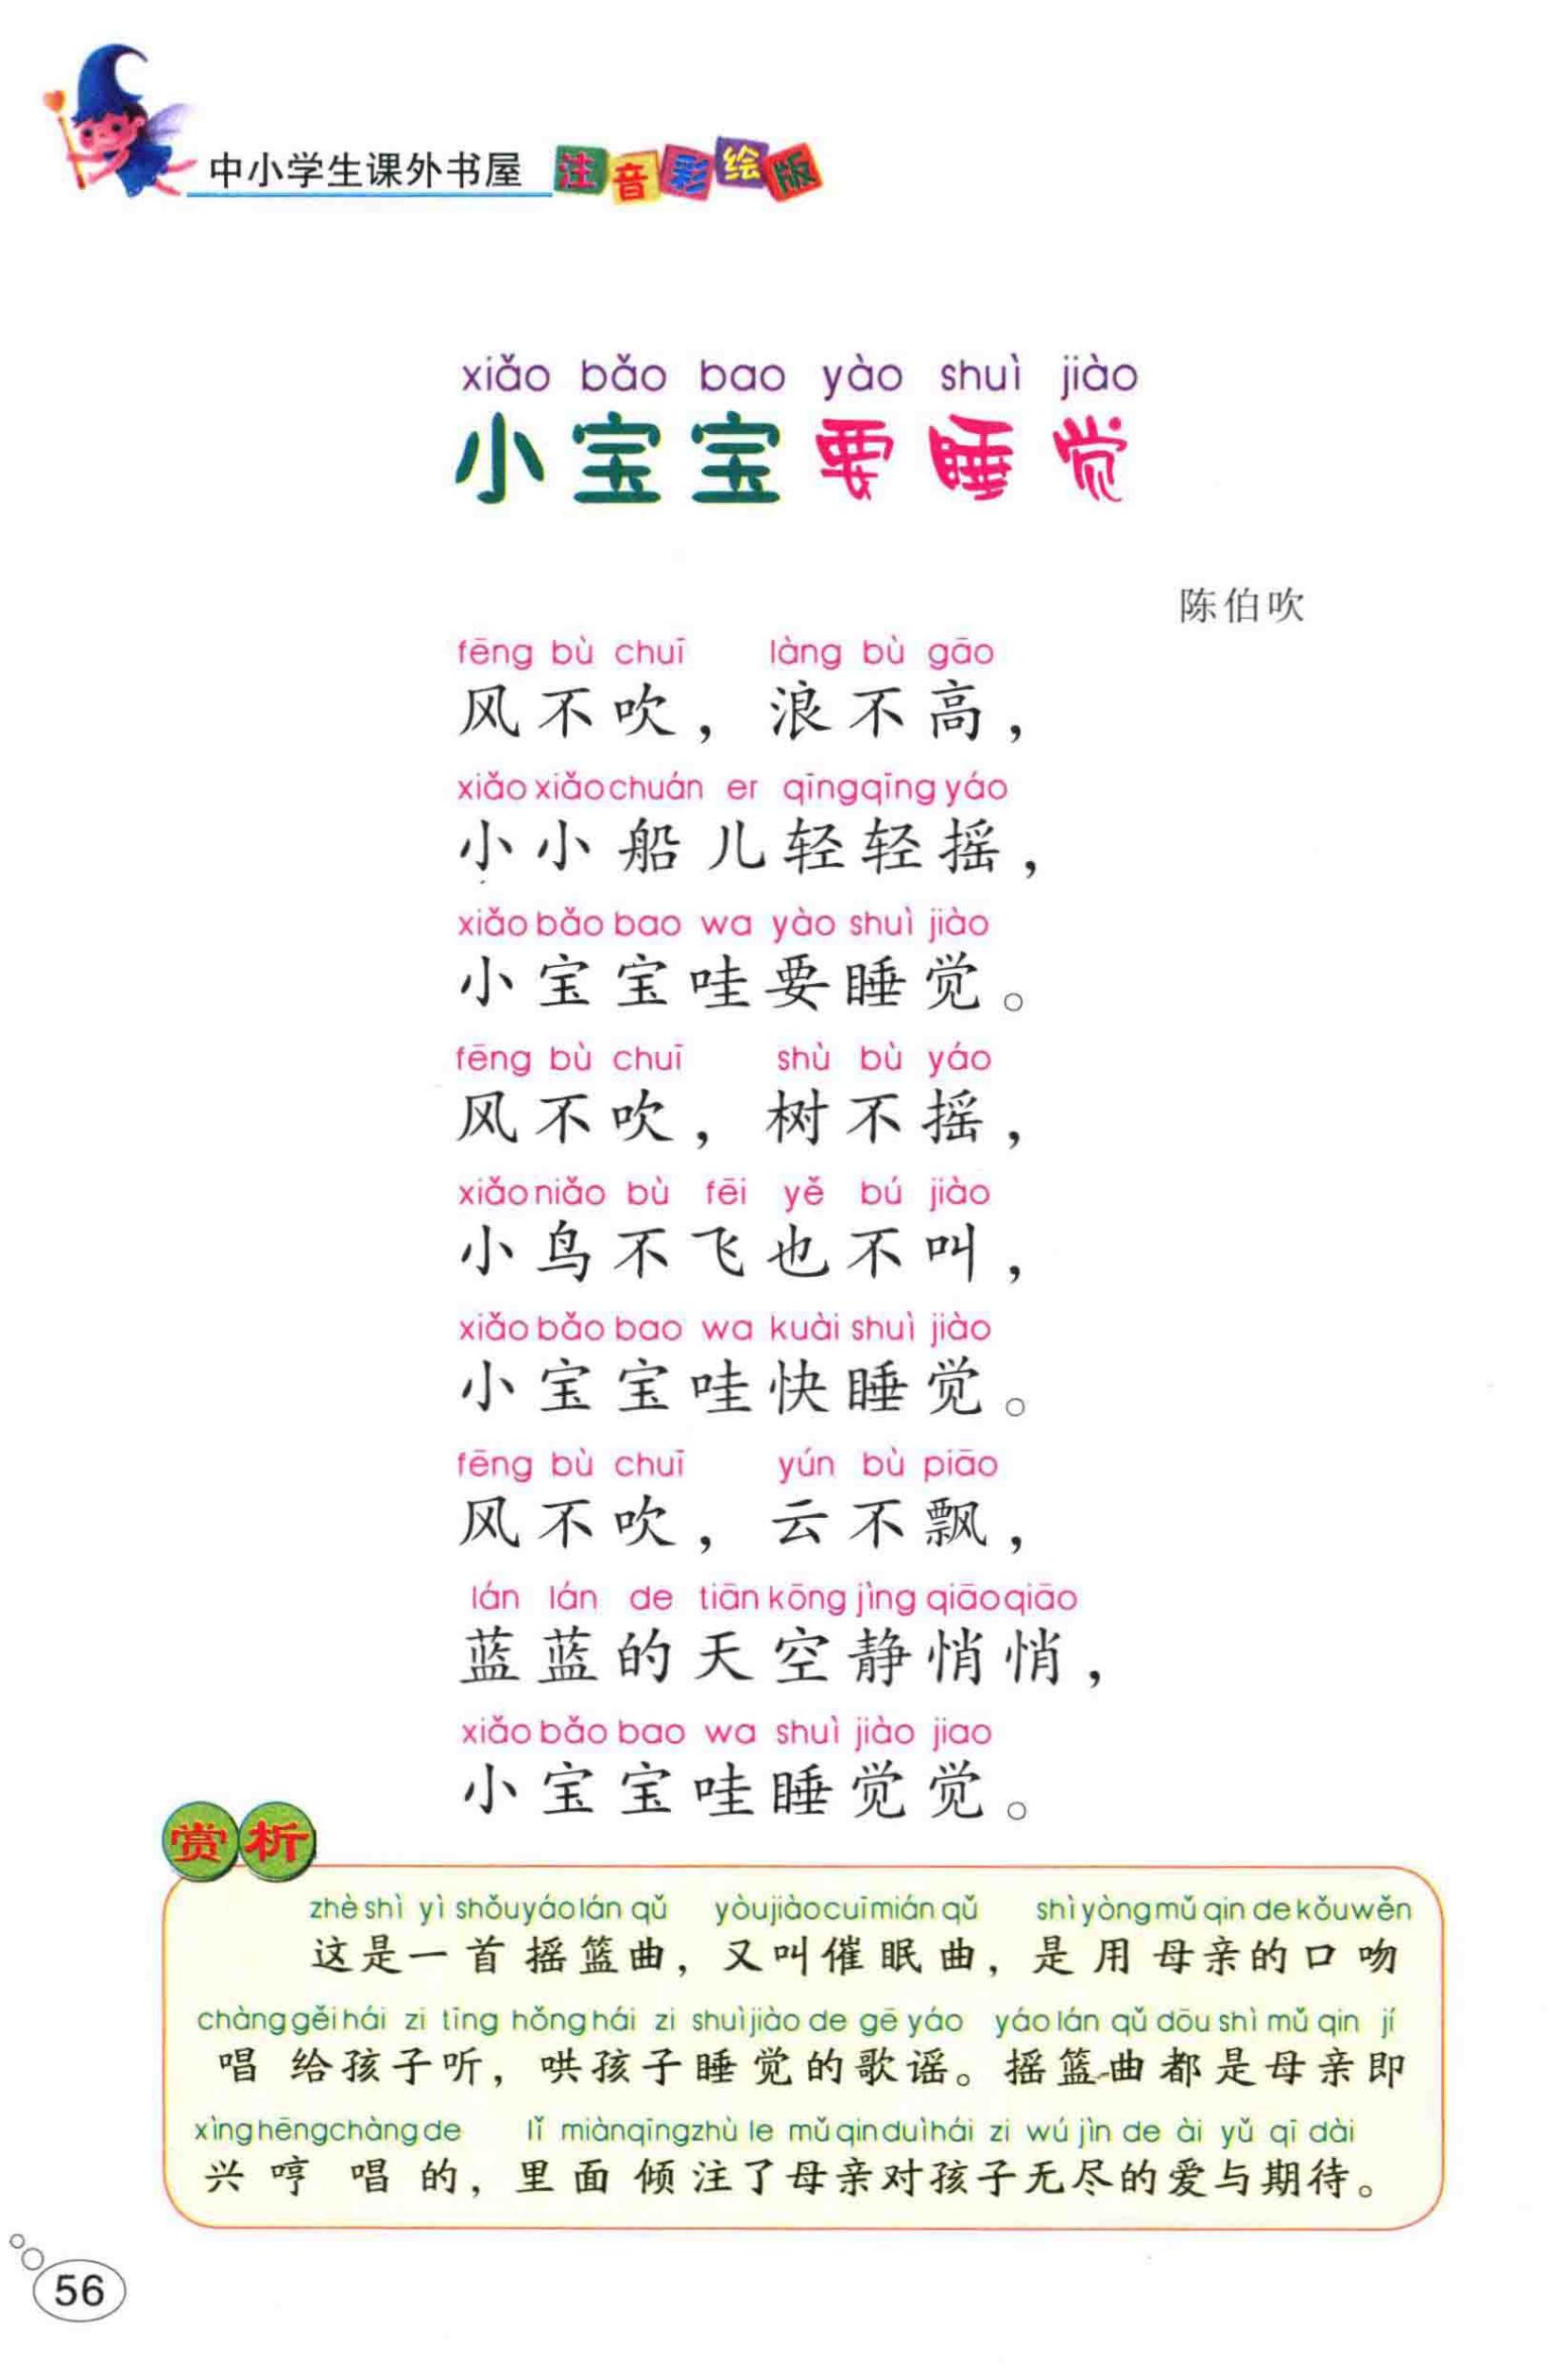 中小学生课外书屋 注音彩绘版
xiǎo bǎo bao yào shuì jiào
小宝宝要睡觉
陈伯吹
fēng bù chuī làng bù gāo
风不吹，浪不高，
xiǎo xiǎo chuán er qīng qīng yáo
小小船儿轻轻摇，
xiǎo bǎo bao wa yào shuì jiào
小宝宝哇要睡觉。
fēng bù chuī shù bù yáo
风不吹，树不摇，
xiǎo niǎo bù fēi yě bú jiào
小鸟不飞也不叫，
xiǎo bǎo bao wa kuài shuì jiào
小宝宝哇快睡觉。
fēng bù chuī yún bù piāo
风不吹，云不飘，
lán lán de tiān kōng jìng qiāo qiāo
蓝蓝的天空静悄悄，
xiǎo bǎo bao wa shuì jiào jiao
小宝宝哇睡觉觉。
赏析
zhè shì yì shǒu yáo lán qǔ yòu jiào cuī mián qǔ shì yòng mǔ qin de kǒu wěn
这是一首摇篮曲，又叫催眠曲，是用母亲的口吻
chàng gěi hái zi tīng hǒng hái zi shuì jiào de gē yáo yáo lán qǔ dōu shì mǔ qin jí
唱给孩子听，哄孩子睡觉的歌谣。摇篮曲都是母亲即
xìng hēng chàng de lǐ miàn qīng zhù le mǔ qin duì hái zi wú jìn de ài yǔ qī dài
兴哼唱的，里面倾注了母亲对孩子无尽的爱与期待。
56